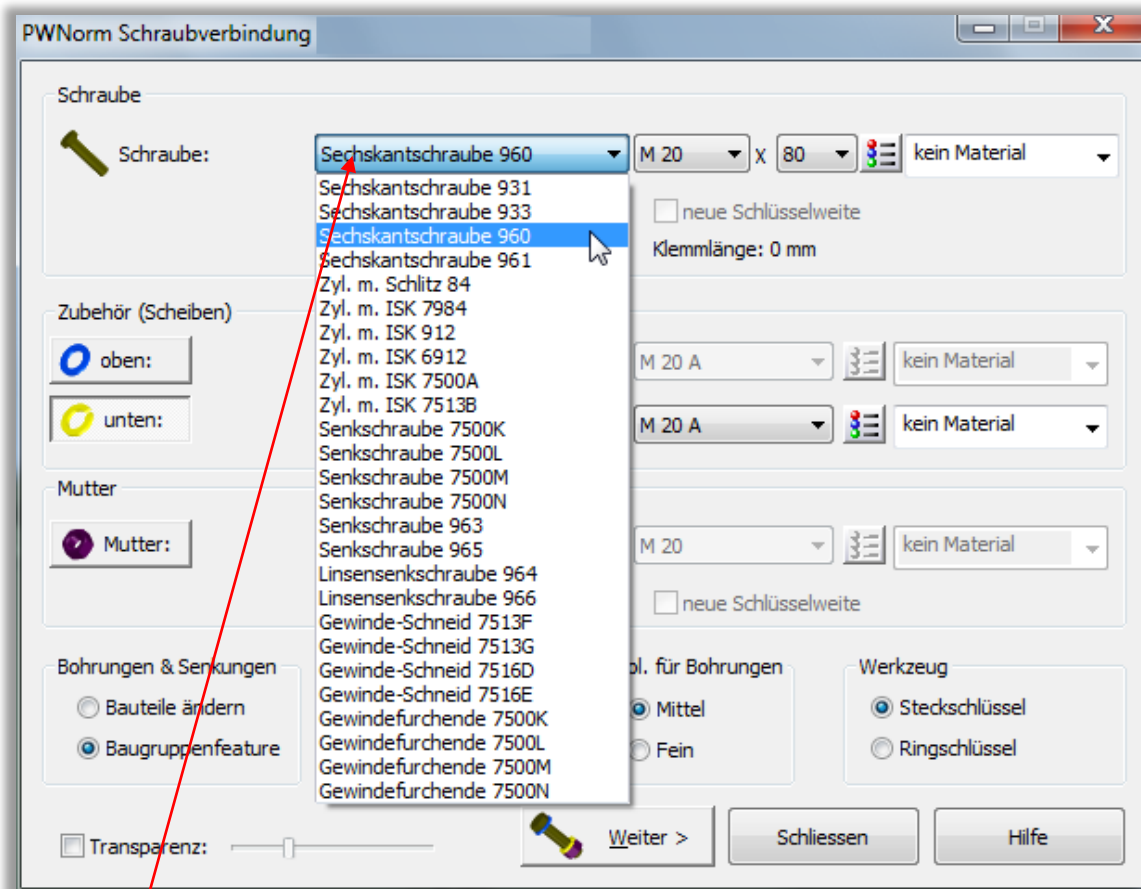 PWNorm Schraubverbindung
Schraube
Schraube:
Sechskantschraube 960
M 20
X
80
kein Material
Sechskantschraube 931
Sechskantschraube 933
neue Schlüsselweite
Sechskantschraube 960
Klemmlänge: 0 mm
Sechskantschraube 961
Zyl. m. Schlitz 84
Zubehör (Scheiben)
Zyl. m. ISK 7984
Zyl. m. ISK 912
oben:
Zyl. m. ISK 6912
M 20 A
kein Material
Zyl. m. ISK 7500A
Zyl. m. ISK 7513B
unten:
Senkschraube 7500K
M 20 A
kein Material
Senkschraube 7500L
Senkschraube 7500M
Mutter
Senkschraube 7500N
Senkschraube 963
Mutter:
Senkschraube 965
M 20
kein Material
Linsensenkschraube 964
Linsensenkschraube 966
neue Schlüsselweite
Gewinde-Schneid 7513F
Gewinde-Schneid 7513G
Bohrungen & Senkungen
Gewinde-Schneid 7516D
ol. für Bohrungen
Werkzeug
Gewinde-Schneid 7516E
Bauteile ändern
Gewindefurchende 7500K
Mittel
Steckschlüssel
Gewindefurchende 7500L
Baugruppenfeature
Gewindefurchende 7500M
Fein
Ringschlüssel
Gewindefurchende 7500N
Transparenz:
Weiter >
Schliessen
Hilfe